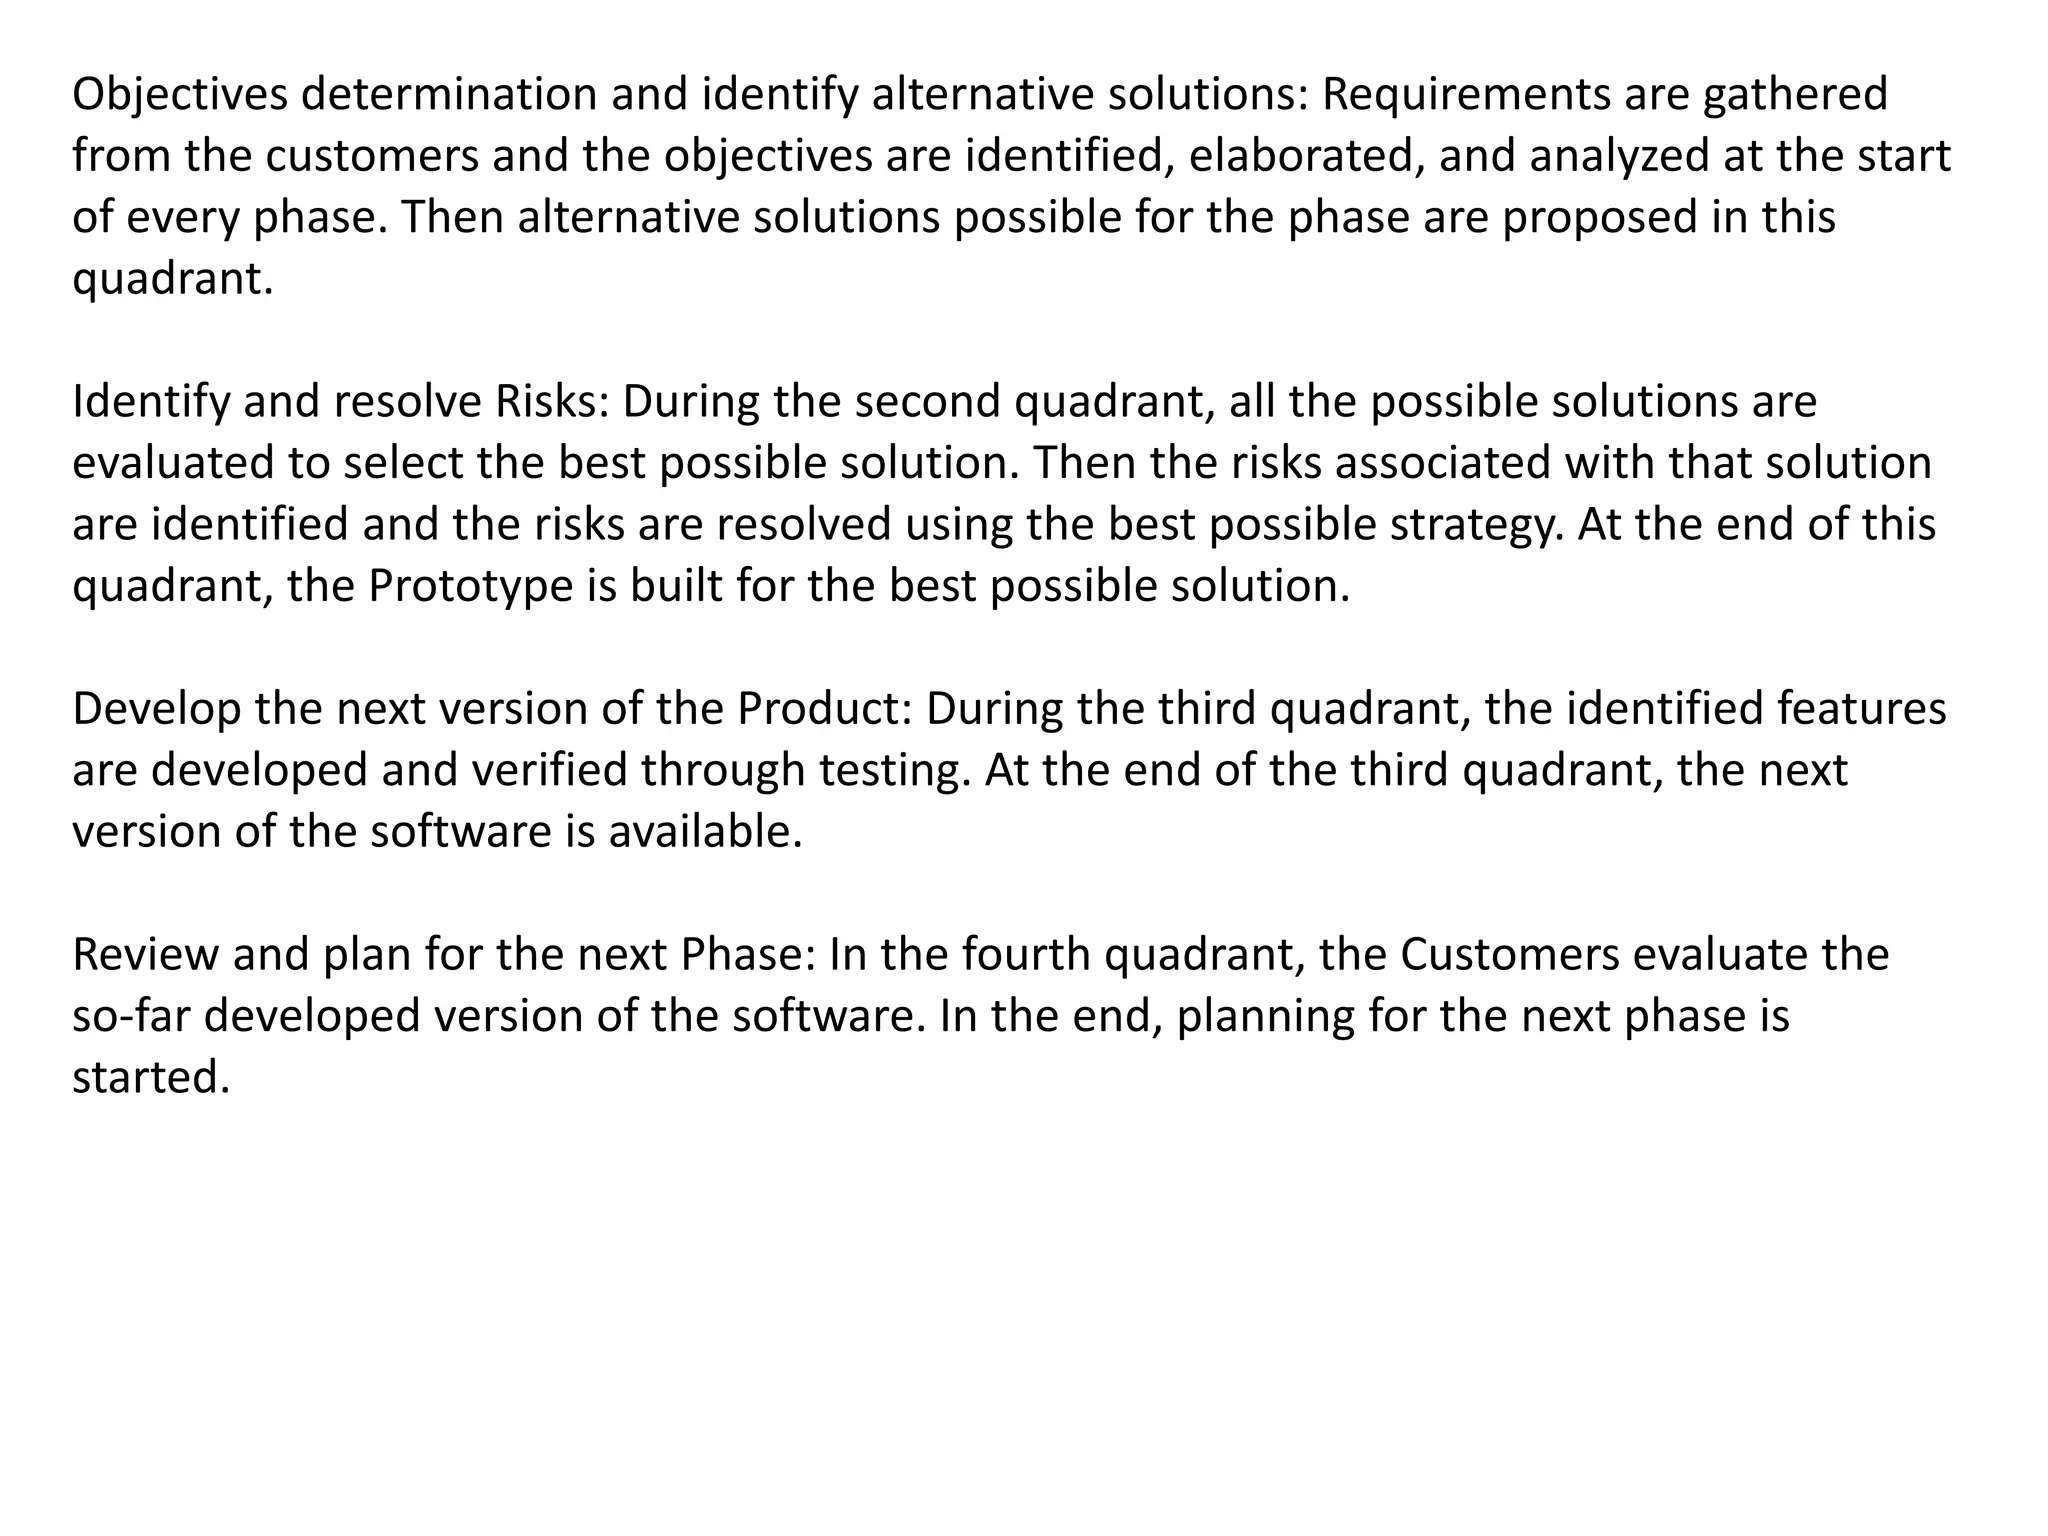 Objectives determination and identify alternative solutions: Requirements are gathered
from the customers and the objectives are identified, elaborated, and analyzed at the start
of every phase. Then alternative solutions possible for the phase are proposed in this
quadrant.
Identify and resolve Risks: During the second quadrant, all the possible solutions are
evaluated to select the best possible solution. Then the risks associated with that solution
are identified and the risks are resolved using the best possible strategy. At the end of this
quadrant, the Prototype is built for the best possible solution.
Develop the next version of the Product: During the third quadrant, the identified features
are developed and verified through testing. At the end of the third quadrant, the next
version of the software is available.
Review and plan for the next Phase: In the fourth quadrant, the Customers evaluate the
so-far developed version of the software. In the end, planning for the next phase is
started.